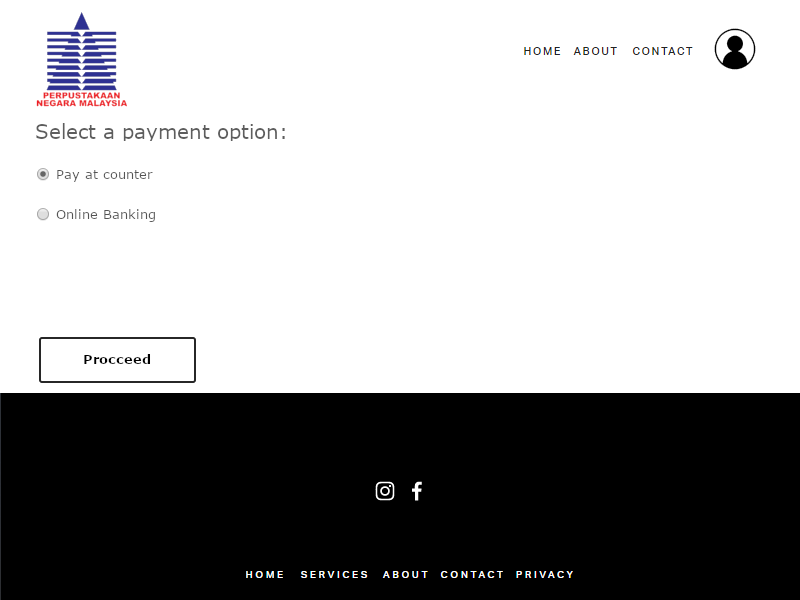 PERPUSTAKAAN
NEGARA MALAYSIA
HOME ABOUT CONTACT
Select a payment option:
Pay at counter
Online Banking
Procceed
HOME SERVICES ABOUT CONTACT PRIVACY